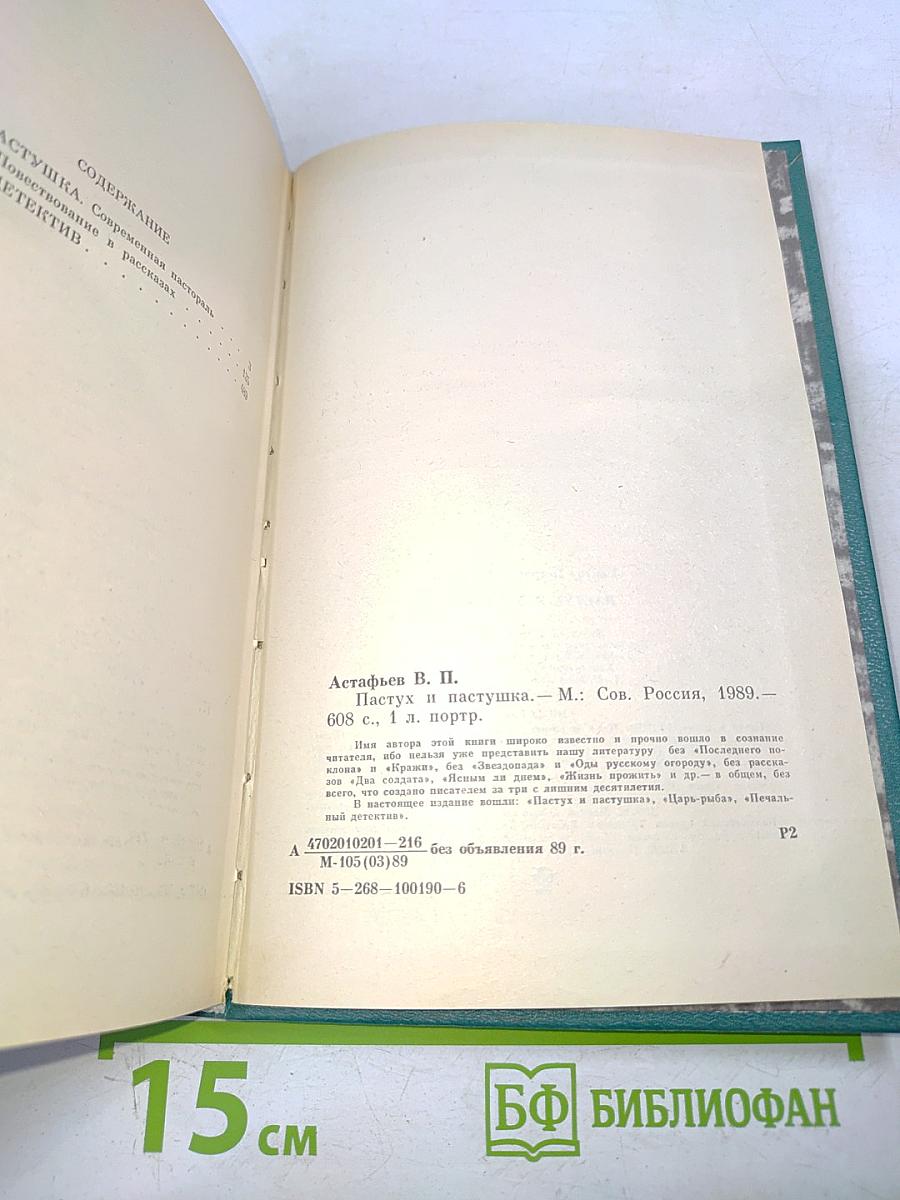 СОДЕРЖАНИЕ
АСТУШКА. Современная пастораль . . .
Повествование в рассказах . . . . .
ДЕТЕКТИВ . . . . . . . .
Астафьев В. П.
Пастух и пастушка.— М.: Сов. Россия, 1989.—
608 с., 1 л. портр.
Имя автора этой книги широко известно и прочно вошло в сознание
читателя, ибо нельзя уже представить нашу литературу без «Последнего по-
клона» и «Кражи», без «Звездопада» и «Оды русскому огороду», без расска-
зов «Два солдата», «Ясным ли днем», «Жизнь прожить» и др.— в общем, без
всего, что создано писателем за три с лишним десятилетия.
В настоящее издание вошли: «Пастух и пастушка», «Царь-рыба», «Печаль-
ный детектив».
А 4702010201—216 без объявления 89 г.
М-105(03)89
Р2
ISBN 5—268—100190—6
15 см
БФ БИБЛИОФАН